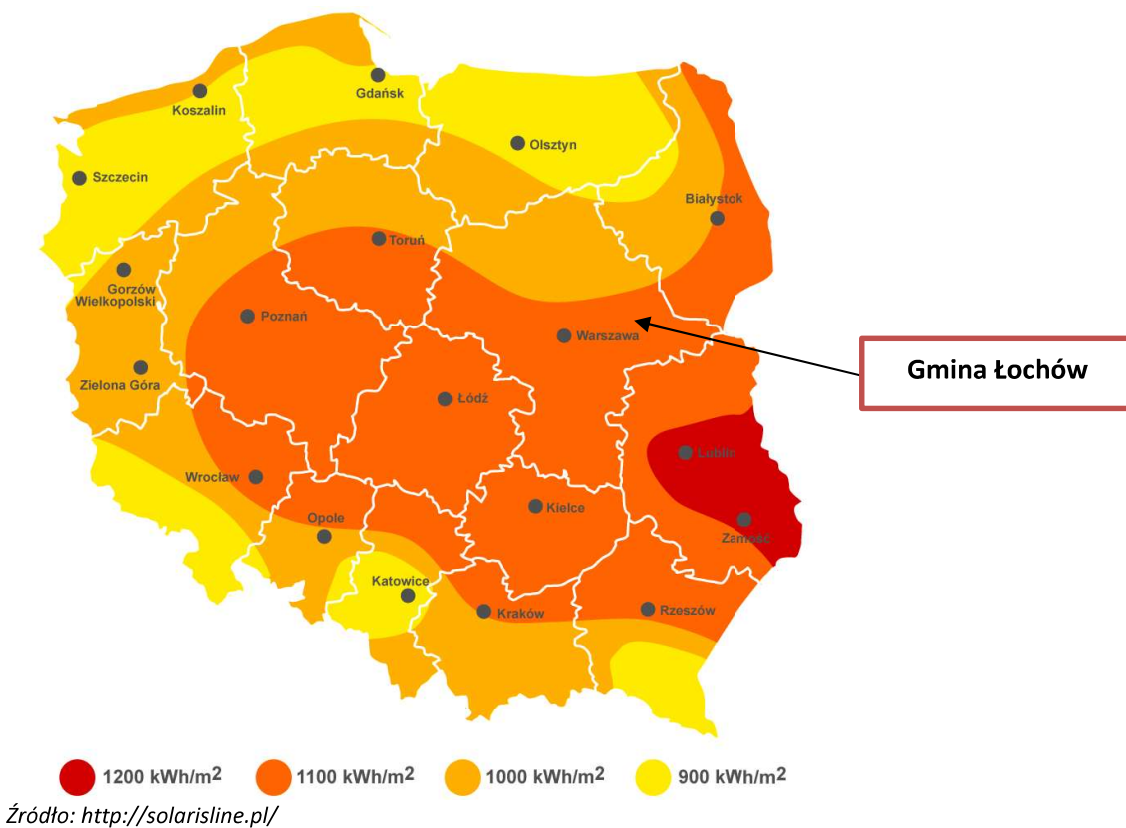 Koszalin
Gdańsk
Olsztyn
Szczecin
Białystok
Toruń
Gorzów
Wielkopolski
Poznań
Warszawa
Gmina Łochów
Zielona Góra
Łódź
Lublin
Wrocław
Kielce
Opole
Zamość
Katowice
Kraków
Rzeszów
1200 kWh/m²
1100 kWh/m²
1000 kWh/m²
900 kWh/m²
Źródło: http://solarisline.pl/